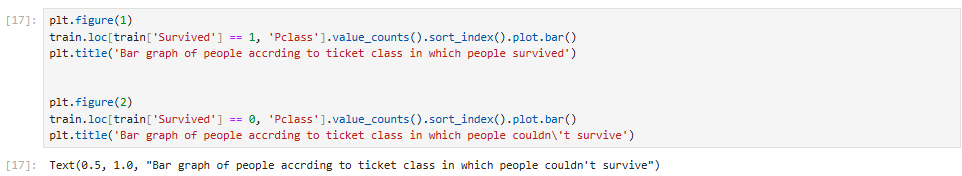 [17]: plt.figure(1)
train.loc[train['Survived'] == 1, 'Pclass'].value_counts().sort_index().plot.bar()
plt.title('Bar graph of people accrding to ticket class in which people survived')
plt.figure(2)
train.loc[train['Survived'] == 0, 'Pclass'].value_counts().sort_index().plot.bar()
plt.title('Bar graph of people accrding to ticket class in which people couldn\'t survive')
[17]: Text(0.5, 1.0, "Bar graph of people accrding to ticket class in which people couldn't survive")